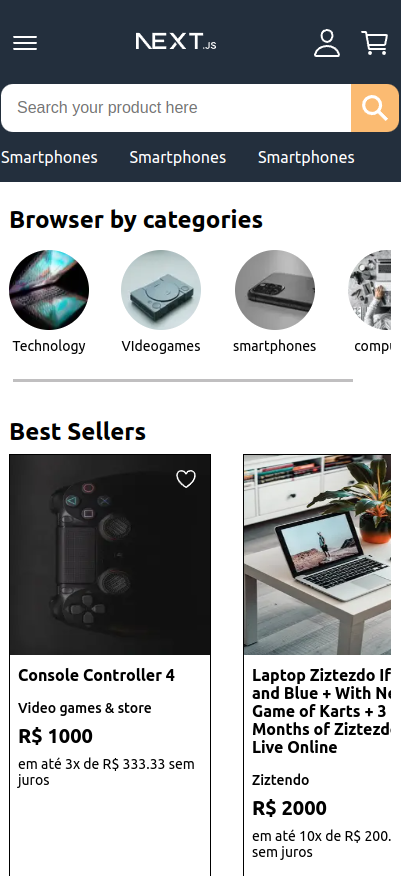 NEXT.JS
Search your product here
Smartphones Smartphones Smartphones
Browser by categories
Technology VIdeogames smartphones compu
Best Sellers
Console Controller 4
Video games & store
R$ 1000
em até 3x de R$ 333.33 sem
juros
Laptop Ziztezdo If
and Blue + With Ne
Game of Karts + 3
Months of Ziztezd
Live Online
Ziztendo
R$ 2000
em até 10x de R$ 200.
sem juros